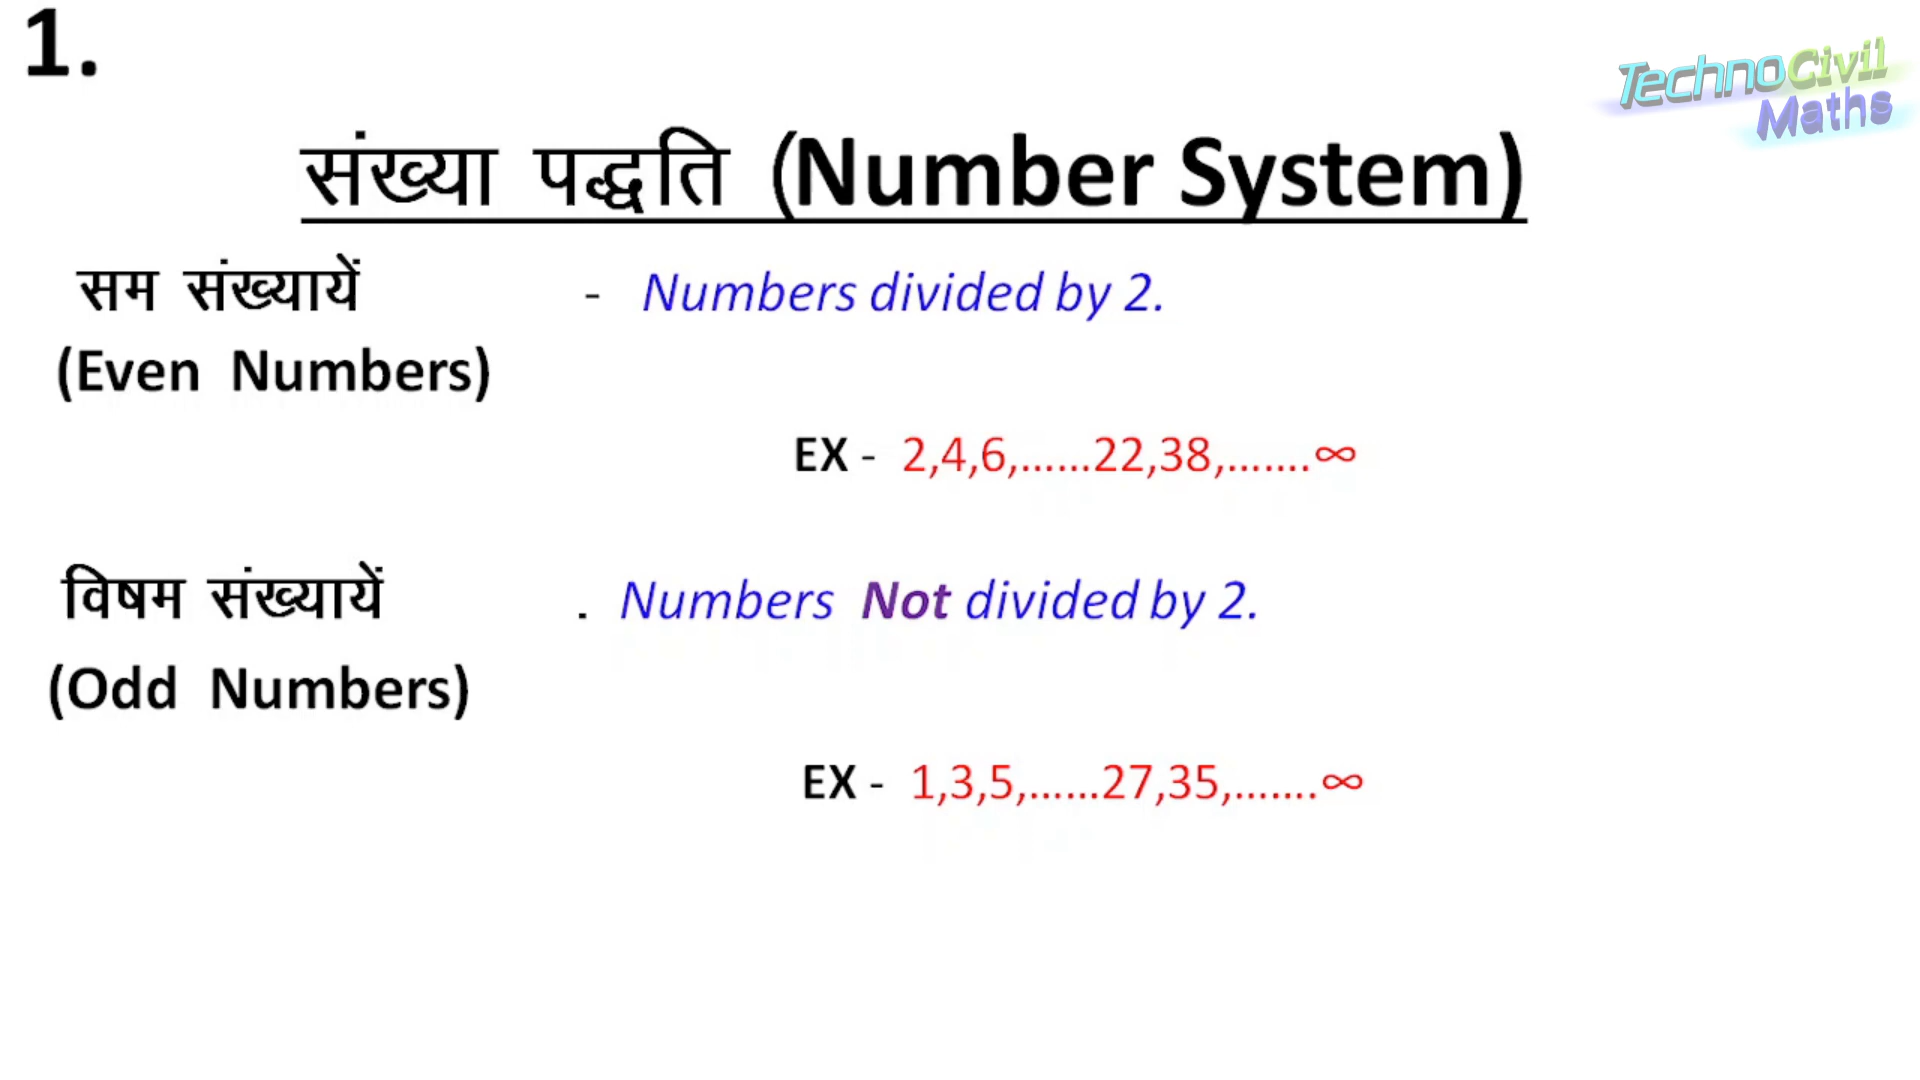 1.
TechnoCivil
Maths
संख्या पद्धति (Number System)
सम संख्यायें - Numbers divided by 2.
(Even Numbers)
EX - 2,4,6,......22,38,.......∞
विषम संख्यायें . Numbers Not divided by 2.
(Odd Numbers)
EX - 1,3,5,......27,35,.......∞